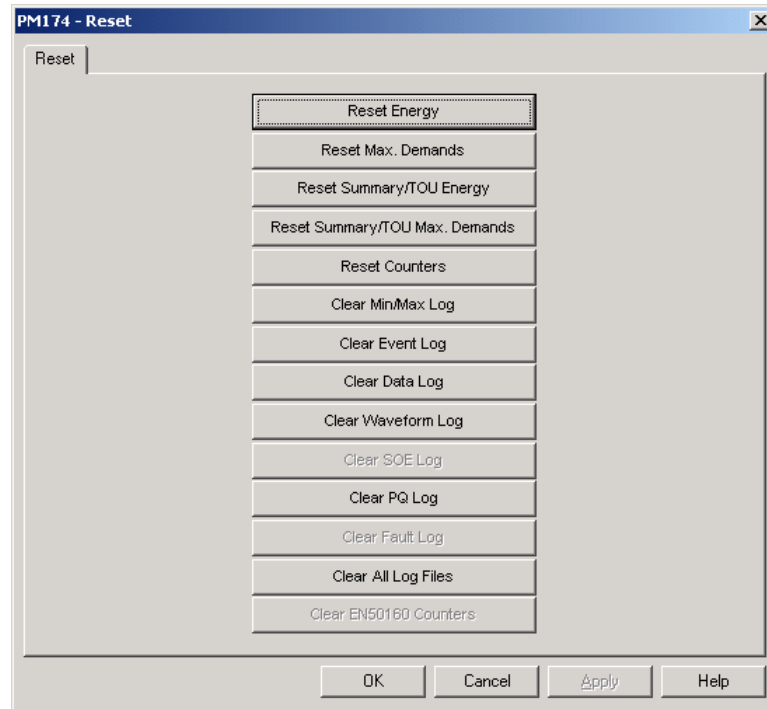 PM174 - Reset
Reset
Reset Energy
Reset Max. Demands
Reset Summary/TOU Energy
Reset Summary/TOU Max. Demands
Reset Counters
Clear Min/Max Log
Clear Event Log
Clear Data Log
Clear Waveform Log
Clear SOE Log
Clear PQ Log
Clear Fault Log
Clear All Log Files
Clear EN50160 Counters
OK Cancel Apply Help